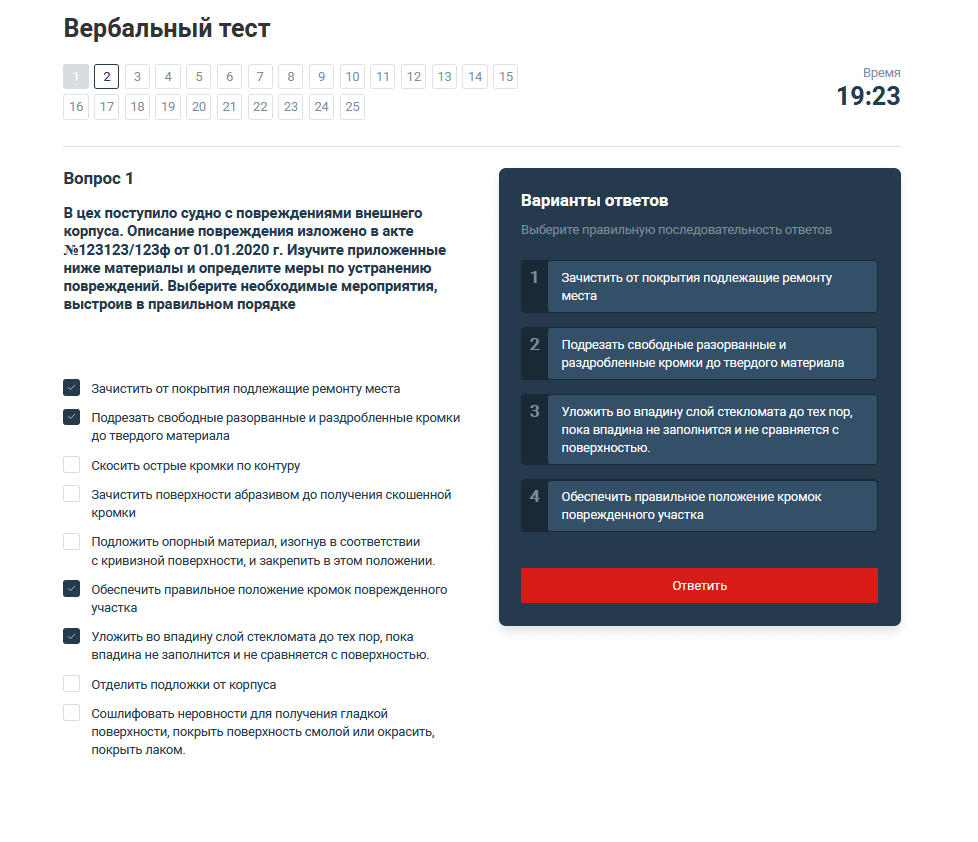 Вербальный тест
1 2 3 4 5 6 7 8 9 10 11 12 13 14 15
16 17 18 19 20 21 22 23 24 25
Время
19:23
Вопрос 1
В цех поступило судно с повреждениями внешнего
корпуса. Описание повреждения изложено в акте
№123123/123ф от 01.01.2020 г. Изучите приложенные
ниже материалы и определите меры по устранению
повреждений. Выберите необходимые мероприятия,
выстроив в правильном порядке
Зачистить от покрытия подлежащие ремонту места
Подрезать свободные разорванные и раздробленные кромки
до твердого материала
Скосить острые кромки по контуру
Зачистить поверхности абразивом до получения скошенной
кромки
Подложить опорный материал, изогнув в соответствии
с кривизной поверхности, и закрепить в этом положении.
Обеспечить правильное положение кромок поврежденного
участка
Уложить во впадину слой стекломата до тех пор, пока
впадина не заполнится и не сравняется с поверхностью.
Отделить подложки от корпуса
Сошлифовать неровности для получения гладкой
поверхности, покрыть поверхность смолой или окрасить,
покрыть лаком.
Варианты ответов
Выберите правильную последовательность ответов
1 Зачистить от покрытия подлежащие ремонту
места
2 Подрезать свободные разорванные и
раздробленные кромки до твердого материала
3 Уложить во впадину слой стекломата до тех пор,
пока впадина не заполнится и не сравняется с
поверхностью.
4 Обеспечить правильное положение кромок
поврежденного участка
Ответить